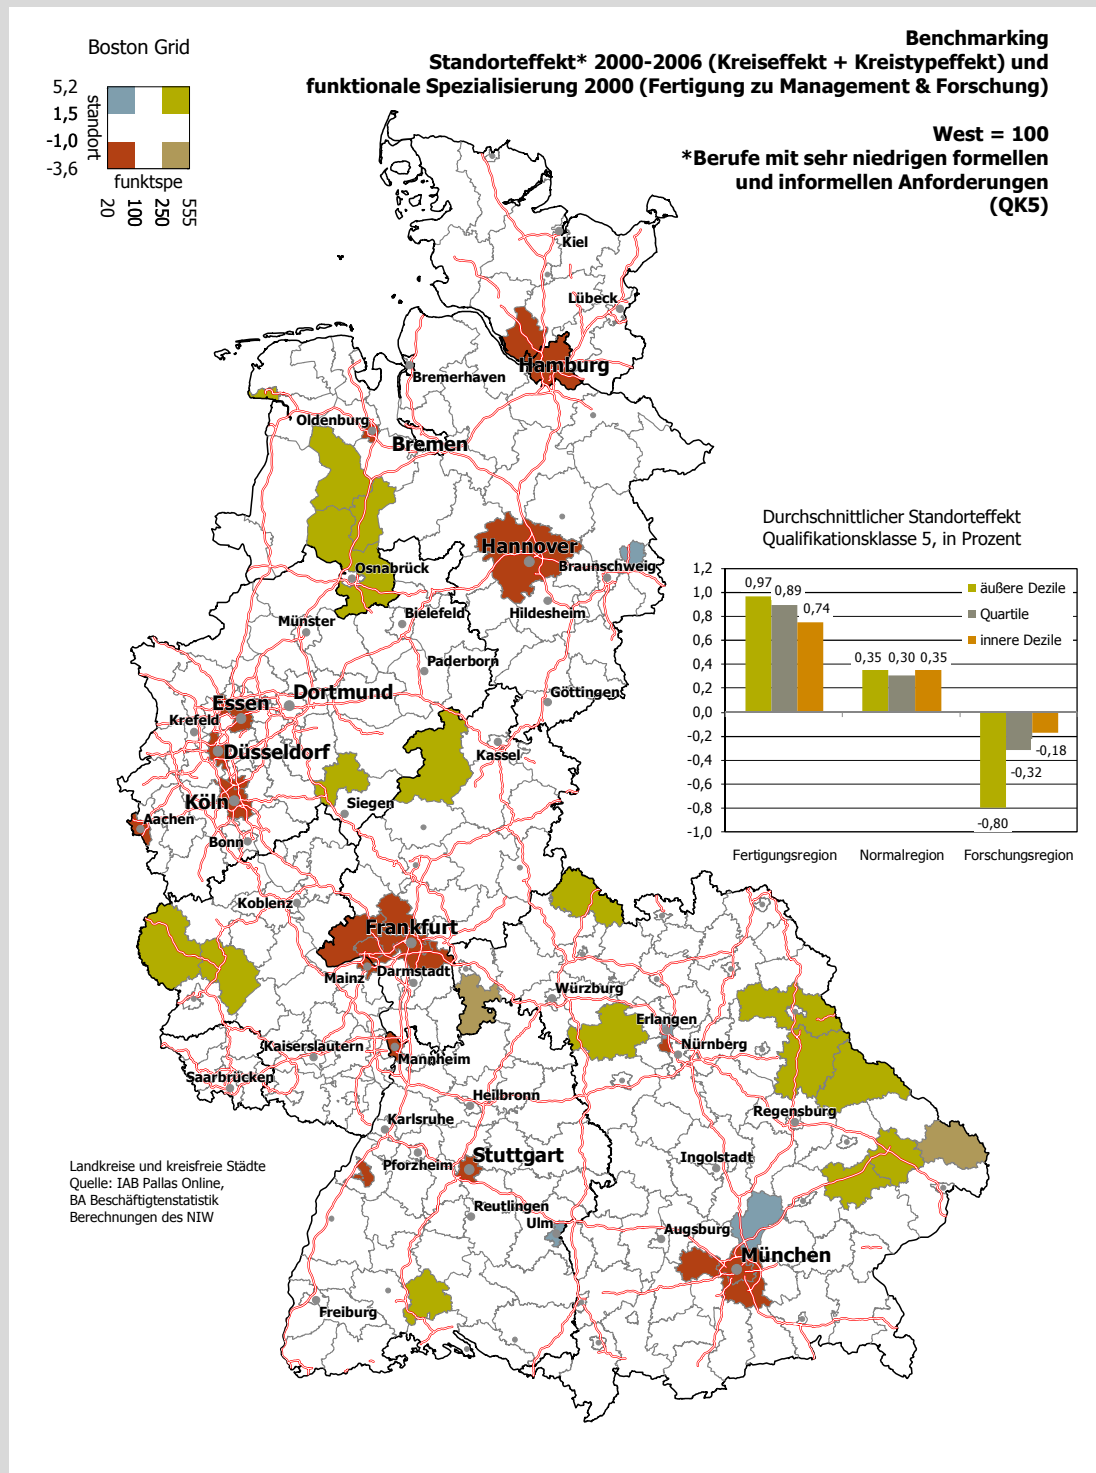 Boston Grid
5,2
1,5
-1,0
-3,6
standort
funktspe
20
100
250
555
Benchmarking
Standorteffekt* 2000-2006 (Kreiseffekt + Kreistypeffekt) und
funktionale Spezialisierung 2000 (Fertigung zu Management & Forschung)
West = 100
*Berufe mit sehr niedrigen formellen
und informellen Anforderungen
(QK5)
Kiel
Lübeck
Hamburg
Bremerhaven
Oldenburg
Bremen
Hannover
Braunschweig
Osnabrück
Hildesheim
Münster
Bielefeld
Paderborn
Göttingen
Dortmund
Essen
Krefeld
Düsseldorf
Kassel
Köln
Siegen
Aachen
Bonn
Koblenz
Frankfurt
Mainz
Darmstadt
Würzburg
Erlangen
Nürnberg
Kaiserslautern
Mannheim
Saarbrücken
Heilbronn
Karlsruhe
Regensburg
Pforzheim
Stuttgart
Ingolstadt
Reutlingen
Ulm
Augsburg
München
Freiburg
Durchschnittlicher Standorteffekt
Qualifikationsklasse 5, in Prozent
1,2
1,0
0,8
0,6
0,4
0,2
0,0
-0,2
-0,4
-0,6
-0,8
-1,0
0,97
0,89
0,74
0,35
0,30
0,35
-0,80
-0,32
-0,18
äußere Dezile
Quartile
innere Dezile
Fertigungsregion
Normalregion
Forschungsregion
Landkreise und kreisfreie Städte
Quelle: IAB Pallas Online,
BA Beschäftigtenstatistik
Berechnungen des NIW